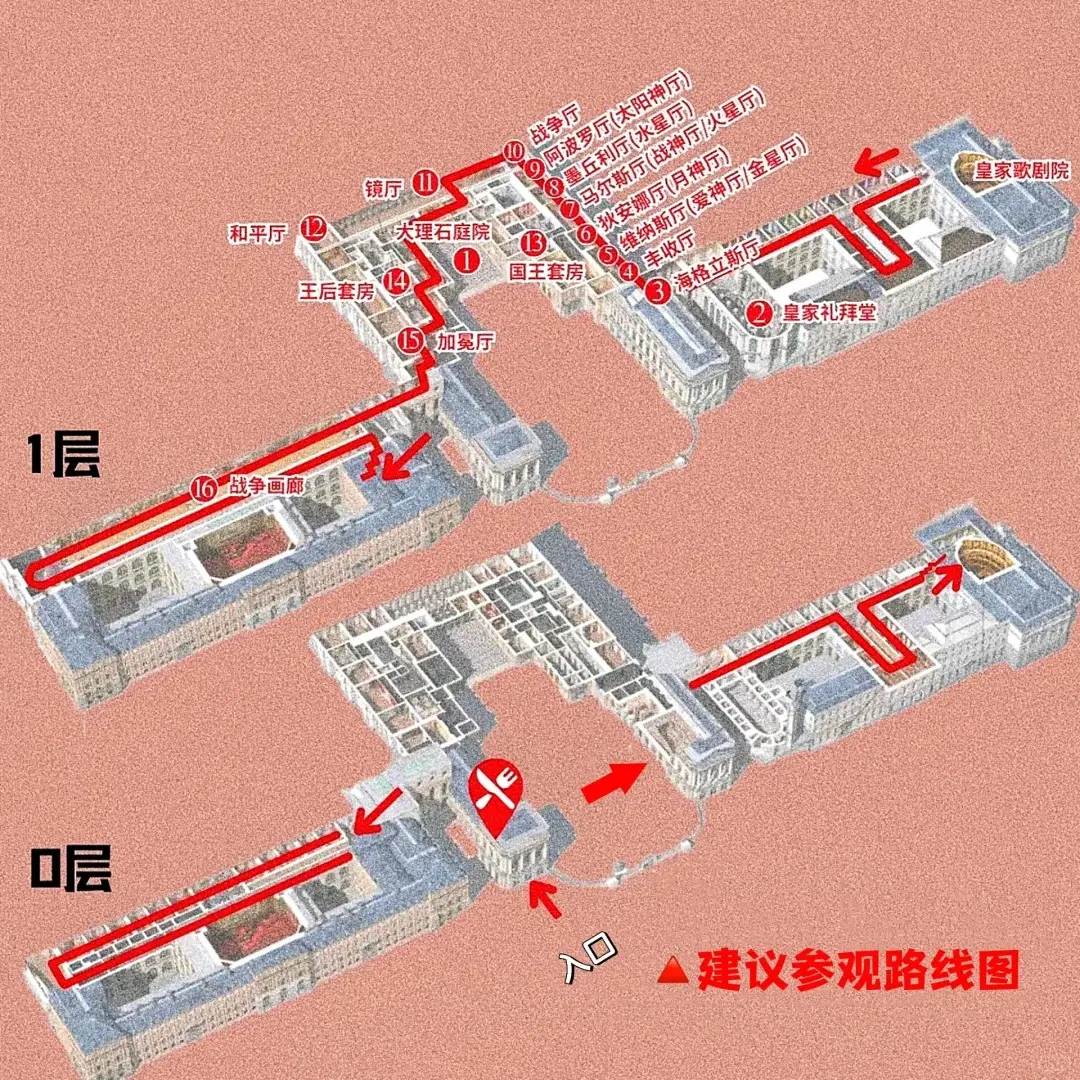 ⑩ 战争厅
⑨ 阿波罗厅(太阳神厅)
⑧ 墨丘利厅(水星厅)
⑦ 马尔斯厅(战神厅/火星厅)
⑥ 狄安娜厅(月神厅)
⑤ 维纳斯厅(爱神厅/金星厅)
④ 丰收厅
③ 海格立斯厅
皇家歌剧院
镜厅 ⑪
和平厅 ⑫
大理石庭院
①
⑬
国王套房
王后套房 ⑭
② 皇家礼拜堂
⑮ 加冕厅
1层
⑯ 战争画廊
0层
入口
▲建议参观路线图